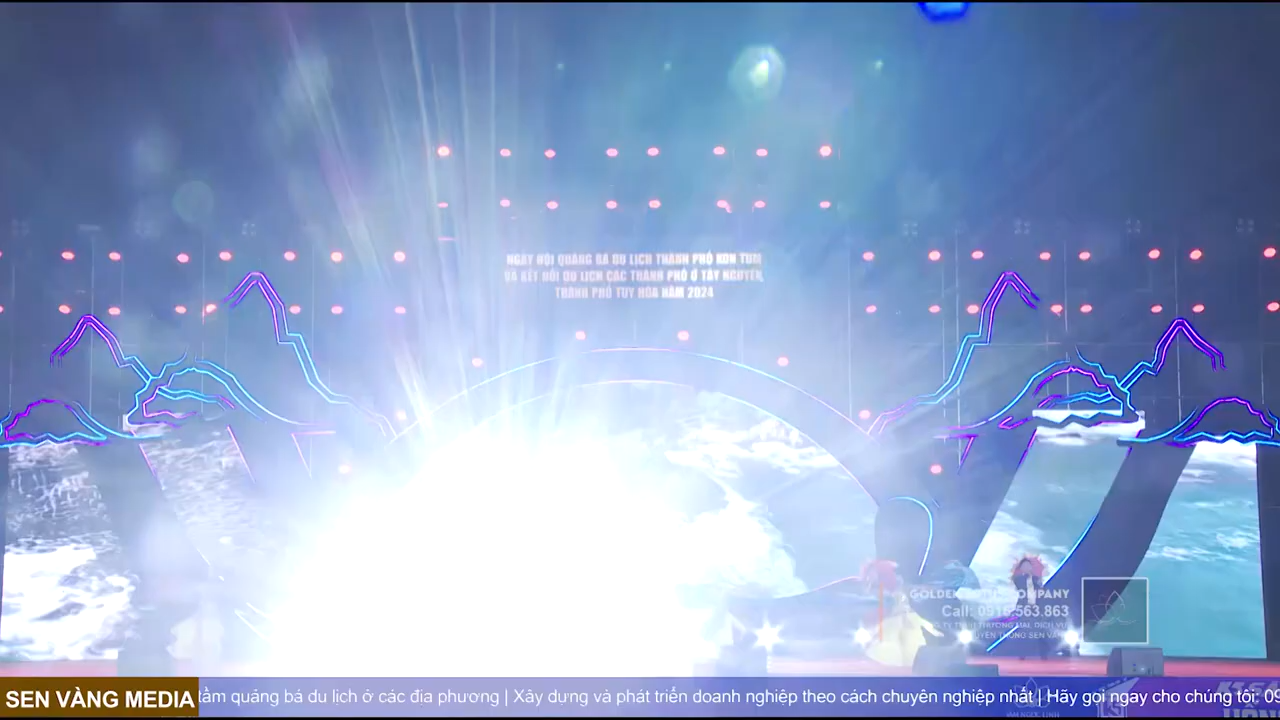 NGÀY HỘI QUẢNG BÁ DU LỊCH THÀNH PHỐ KON TUM
VÀ KẾT NỐI DU LỊCH CÁC THÀNH PHỐ Ở TÂY NGUYÊN,
THÀNH PHỐ TUY HÒA NĂM 2024
COMPANY
Call: 0916.563.863
SEN VÀNG MEDIA
tầm quảng bá du lịch ở các địa phương | Xây dựng và phát triển doanh nghiệp theo cách chuyên nghiệp nhất | Hãy gọi ngay cho chúng tôi: 09